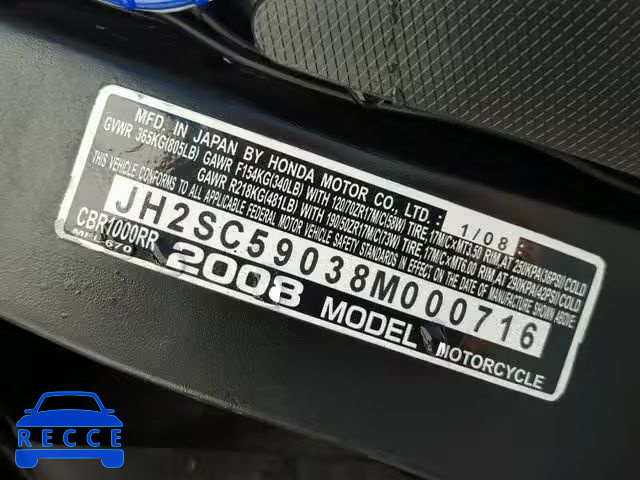 MFD. IN JAPAN BY HONDA MOTOR CO., LTD. 1/08
GVWR 365KG(805LB) GAWR F154KG(340LB) WITH 120/70ZR17M/C(58W) TIRE, 17M/C×MT3.50 RIM, AT 250KPA(36PSI)COLD
GAWR R218KG(481LB) WITH 190/50ZR17M/C(73W) TIRE, 17M/C×MT6.00 RIM, AT 290KPA(42PSI)COLD
THIS VEHICLE CONFORMS TO ALL APPLICABLE FEDERAL MOTOR VEHICLE SAFETY STANDARDS IN EFFECT ON THE DATE OF MANUFACTURE SHOWN ABOVE.
JH2SC59038M000716
CBR1000RR
MFL 670
2008 MODEL MOTORCYCLE
RECCE